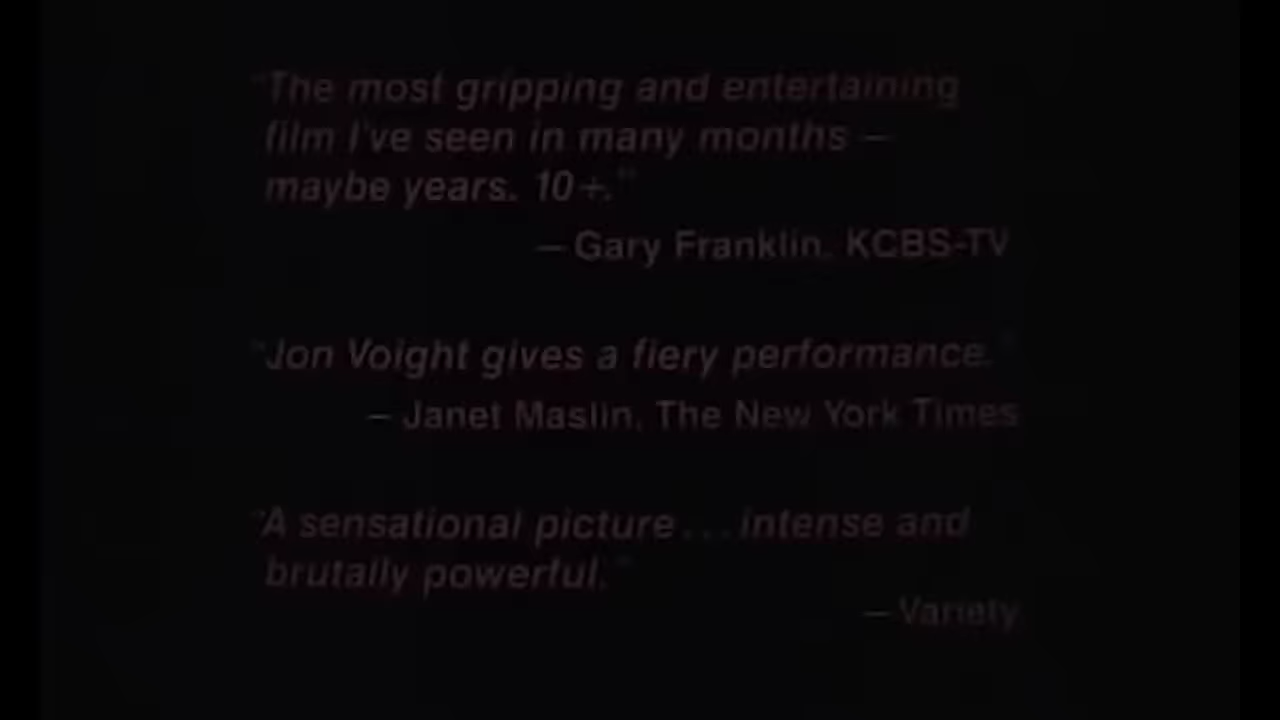 "The most gripping and entertaining
film I've seen in many months —
maybe years. 10+."
— Gary Franklin, KCBS-TV
"Jon Voight gives a fiery performance."
— Janet Maslin, The New York Times
"A sensational picture...intense and
brutally powerful."
— Variety